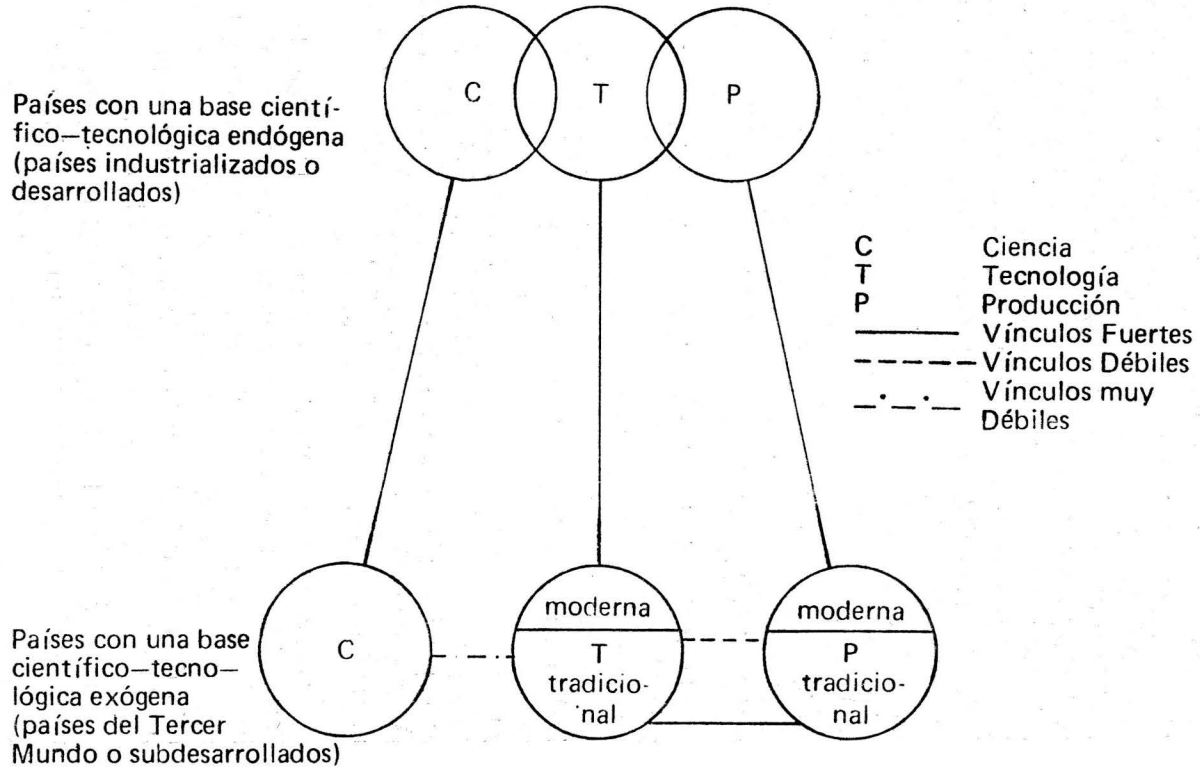 C
T
P
Países con una base cientí-
fico—tecnológica endógena
(países industrializados o
desarrollados)
C Ciencia
T Tecnología
P Producción
Vínculos Fuertes
Vínculos Débiles
Vínculos muy
Débiles
Países con una base
científico—tecno—
lógica exógena
(países del Tercer
Mundo o subdesarrollados)
C
moderna
T
tradicio-
nal
moderna
P
tradicio-
nal